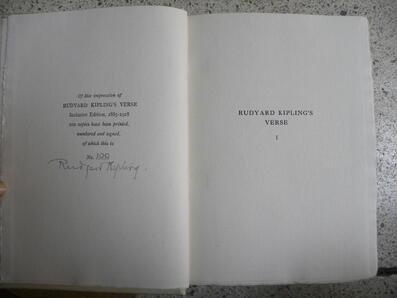 Of this impression of
RUDYARD KIPLING'S VERSE
Inclusive Edition, 1885-1918
100 copies have been printed,
numbered and signed,
of which this is
No. 100
Rudyard Kipling.
RUDYARD KIPLING'S
VERSE
I